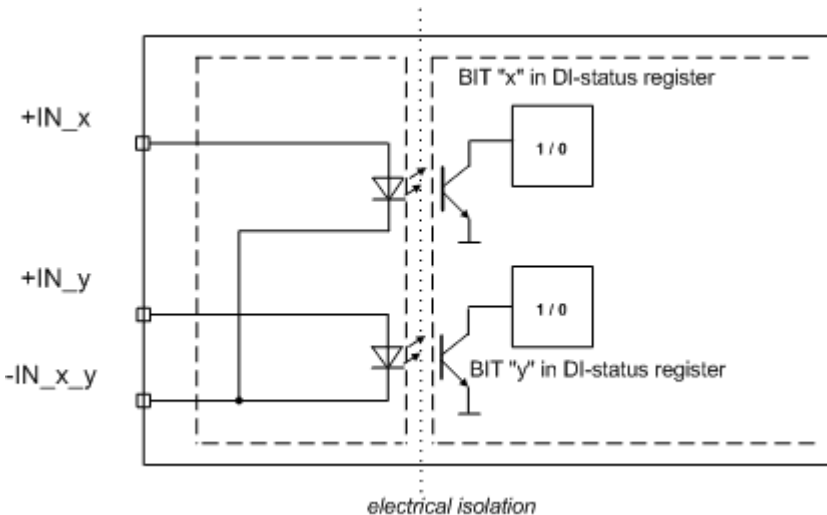 BIT "x" in DI-status register
+IN_x
1 / 0
+IN_y
1 / 0
-IN_x_y
BIT "y" in DI-status register
electrical isolation